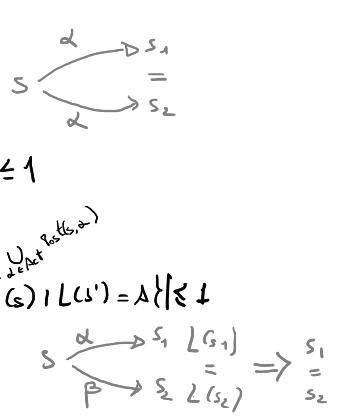 α s₁
s =
α s₂
≤ 1
⋃ α∈Act Post(s,α)
(s) | L(s') = A}| ≤ 1
α s₁ L(s₁) s₁
s = ⇒ =
β s₂ L(s₂) s₂